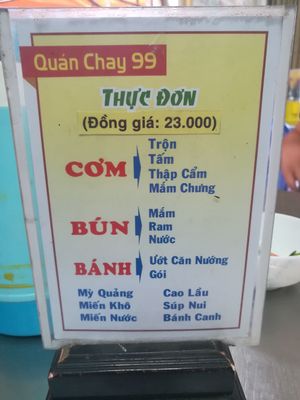 Quán Chay 99
THỰC ĐƠN
(Đồng giá: 23.000)
CƠM
Trộn
Tấm
Thập Cẩm
Mắm Chưng
BÚN
Mắm
Ram
Nước
BÁNH
Ướt Căn Nướng
Gói
Mỳ Quảng
Cao Lầu
Miến Khô
Súp Nui
Miến Nước
Bánh Canh